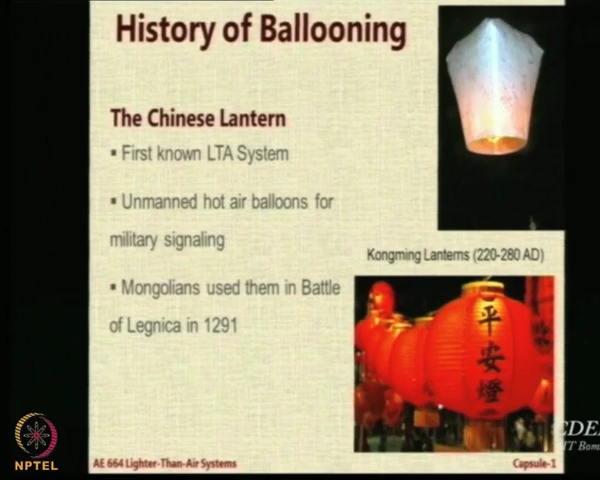 History of Ballooning
The Chinese Lantern
▪ First known LTA System
▪ Unmanned hot air balloons for
military signaling
▪ Mongolians used them in Battle
of Legnica in 1291
Kongming Lanterns (220-280 AD)
平
安
燈
NPTEL
AE 664 Lighter-Than-Air Systems
Capsule-1